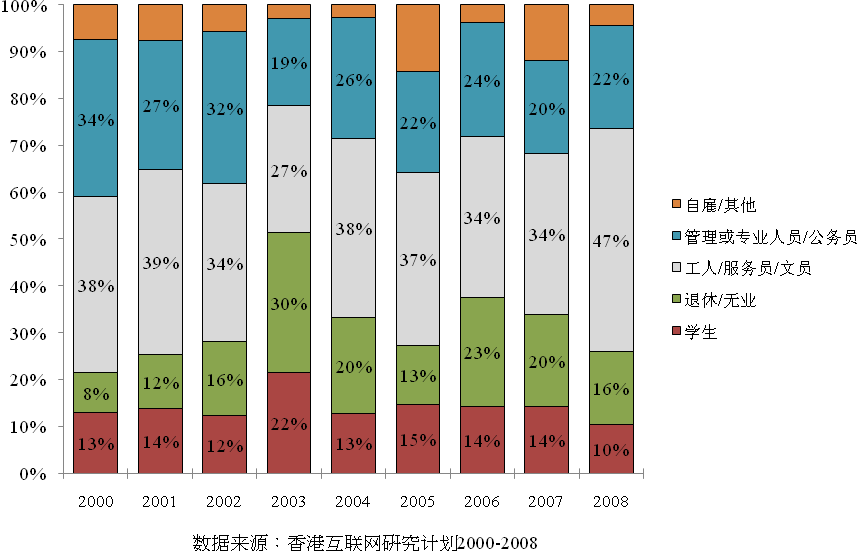 100%
90%
80%
70%
60%
50%
40%
30%
20%
10%
0%
34% 27% 32% 19% 26% 22% 24% 20% 22%
38% 39% 34% 27% 38% 37% 34% 34% 47%
8% 12% 16% 30% 20% 13% 23% 20% 16%
13% 14% 12% 22% 13% 15% 14% 14% 10%
2000 2001 2002 2003 2004 2005 2006 2007 2008
自雇/其他
管理或专业人员/公务员
工人/服务员/文员
退休/无业
学生
数据来源：香港互联网研究计划2000-2008